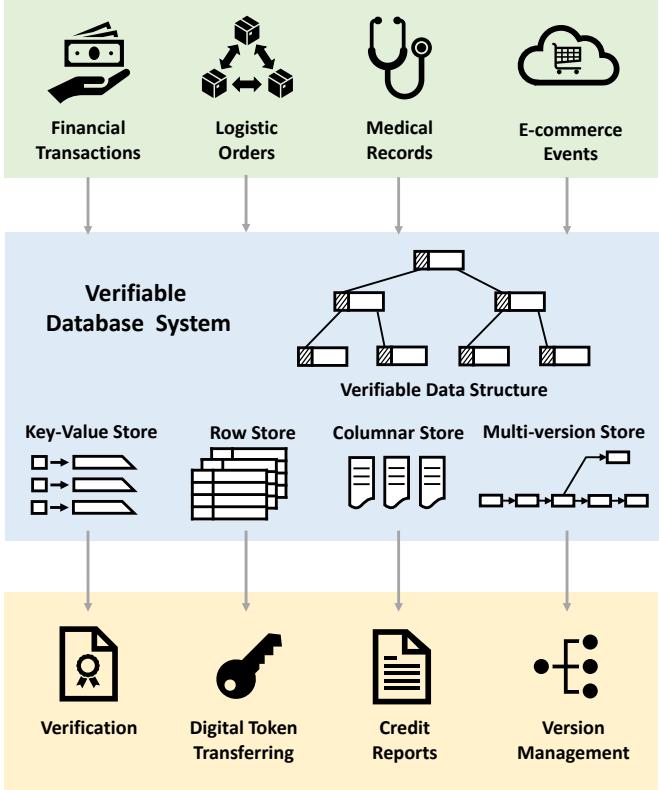 Financial
Transactions
Logistic
Orders
Medical
Records
E-commerce
Events
Verifiable
Database System
Verifiable Data Structure
Key-Value Store
Row Store
Columnar Store
Multi-version Store
Verification
Digital Token
Transferring
Credit
Reports
Version
Management